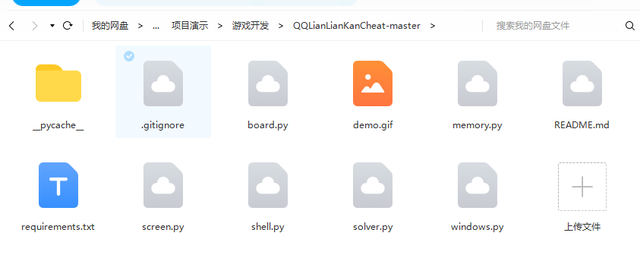 我的网盘 > ... 项目演示 > 游戏开发 > QQLianLianKanCheat-master > 搜索我的网盘文件
__pycache__ .gitignore board.py demo.gif memory.py README.md
requirements.txt screen.py shell.py solver.py windows.py 上传文件